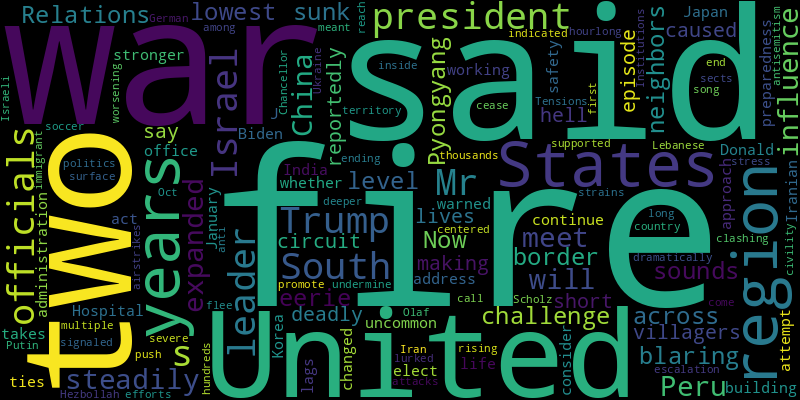 Relations
German
lowest
sunk
reach
president
Japan
caused
influence
among
meant
war
said
stronger
Israel
Chancellor
Ukraine
China
inside
Pyongyang
indicated
hourlong
working
safety
episode
neighbors
institutions
end
sects
song
preparedness
antisemitism
Israeli
worsening
reportedly
territory
cease
Tensions
first
hell
officials
soccer
immigrant
two
politics
surface
say
office
Biden
J
supported
Lebanese
Donald
stress
years
Oct
expanded
January
India
ending
thousands
whether
level
Mr
States
approach
region
Iranian
civility
administration
act
airstrikes
anti
deeper
warned
strains
fire
Trump
circuit
lives
centered
Now
continue
long
country
clashing
leader
South
making
meet
border
dramatically
sounds
Hospital
eerie
promote
undermine
address
call
will
Scholz
short
come
takes
multiple
Putin
signaled
severe
push
flee
deadly
Korea
Olaf
uncommon
challenge
across
villagers
attempt
United
s
ties
steadily
Hezbollah
efforts
hundreds
lags
changed
Iran
lurked
elect
attacks
rising
life
consider
blaring
escalation
Peru
building